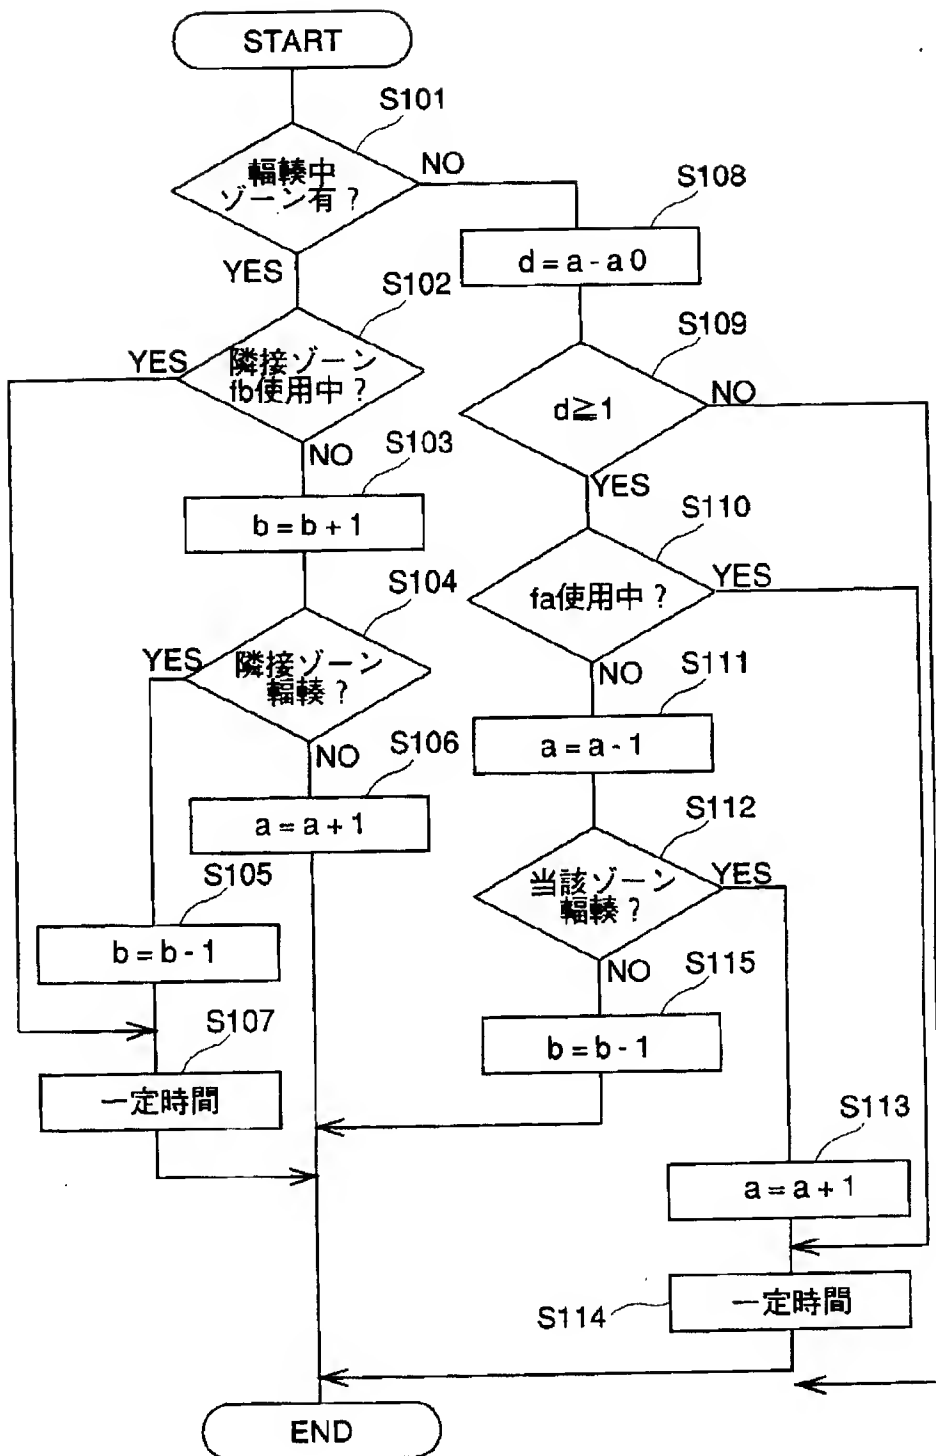 START
S101
輻輳中
ゾーン有？
NO
YES
S102
隣接ゾーン
fb使用中？
YES
NO
S103
b = b + 1
S104
隣接ゾーン
輻輳？
YES
NO
S106
a = a + 1
S105
b = b - 1
S107
一定時間
S108
d = a - a 0
S109
d≧1
NO
YES
S110
fa使用中？
YES
NO
S111
a = a - 1
S112
当該ゾーン
輻輳？
YES
NO
S115
b = b - 1
S113
a = a + 1
S114
一定時間
END